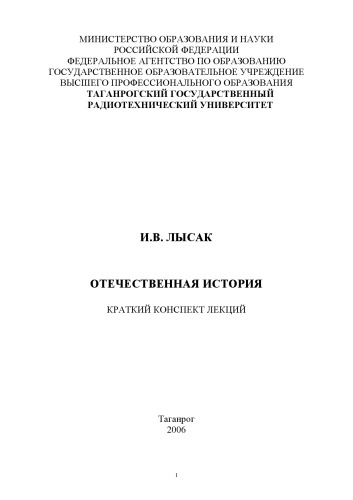 МИНИСТЕРСТВО ОБРАЗОВАНИЯ И НАУКИ
РОССИЙСКОЙ ФЕДЕРАЦИИ
ФЕДЕРАЛЬНОЕ АГЕНТСТВО ПО ОБРАЗОВАНИЮ
ГОСУДАРСТВЕННОЕ ОБРАЗОВАТЕЛЬНОЕ УЧРЕЖДЕНИЕ
ВЫСШЕГО ПРОФЕССИОНАЛЬНОГО ОБРАЗОВАНИЯ
ТАГАНРОГСКИЙ ГОСУДАРСТВЕННЫЙ
РАДИОТЕХНИЧЕСКИЙ УНИВЕРСИТЕТ
И.В. ЛЫСАК
ОТЕЧЕСТВЕННАЯ ИСТОРИЯ
КРАТКИЙ КОНСПЕКТ ЛЕКЦИЙ
Таганрог
2006
1